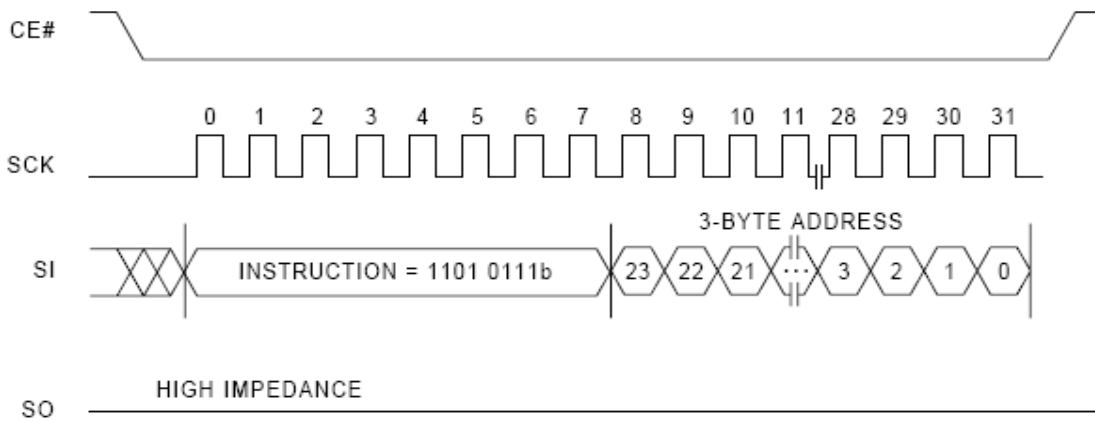 CE#
0 1 2 3 4 5 6 7 8 9 10 11 28 29 30 31
SCK
3-BYTE ADDRESS
SI INSTRUCTION = 1101 0111b 23 22 21 ... 3 2 1 0
HIGH IMPEDANCE
SO